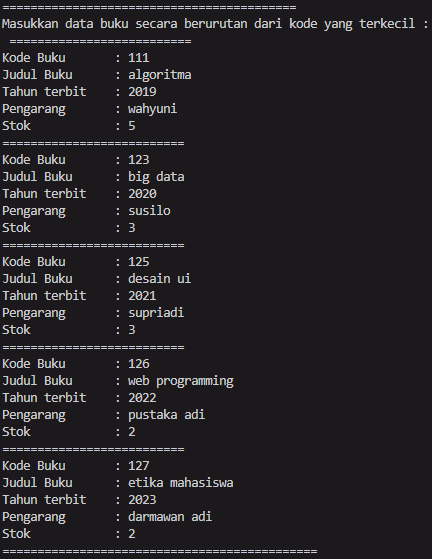 ==========================================
Masukkan data buku secara berurutan dari kode yang terkecil :
==========================
Kode Buku : 111
Judul Buku : algoritma
Tahun terbit : 2019
Pengarang : wahyuni
Stok : 5
==========================
Kode Buku : 123
Judul Buku : big data
Tahun terbit : 2020
Pengarang : susilo
Stok : 3
==========================
Kode Buku : 125
Judul Buku : desain ui
Tahun terbit : 2021
Pengarang : supriadi
Stok : 3
==========================
Kode Buku : 126
Judul Buku : web programming
Tahun terbit : 2022
Pengarang : pustaka adi
Stok : 2
==========================
Kode Buku : 127
Judul Buku : etika mahasiswa
Tahun terbit : 2023
Pengarang : darmawan adi
Stok : 2
=============================================